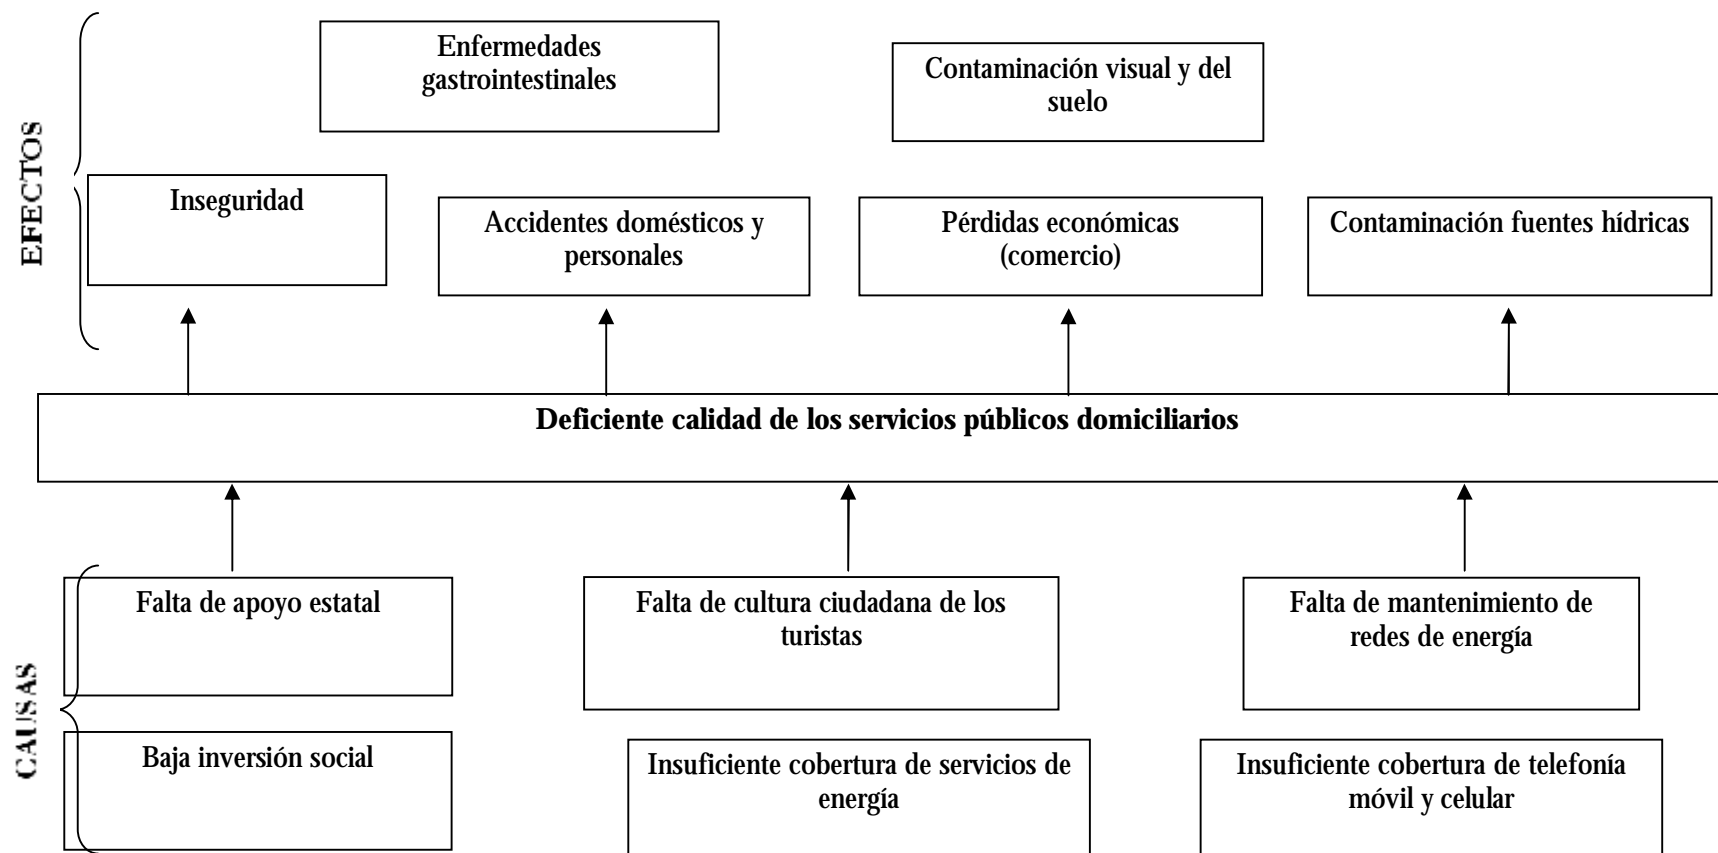 EFECTOS
Enfermedades
gastrointestinales
Contaminación visual y del
suelo
Inseguridad
Accidentes domésticos y
personales
Pérdidas económicas
(comercio)
Contaminación fuentes hídricas
Deficiente calidad de los servicios públicos domiciliarios
CAUSAS
Falta de apoyo estatal
Falta de cultura ciudadana de los
turistas
Falta de mantenimiento de
redes de energía
Baja inversión social
Insuficiente cobertura de servicios de
energía
Insuficiente cobertura de telefonía
móvil y celular